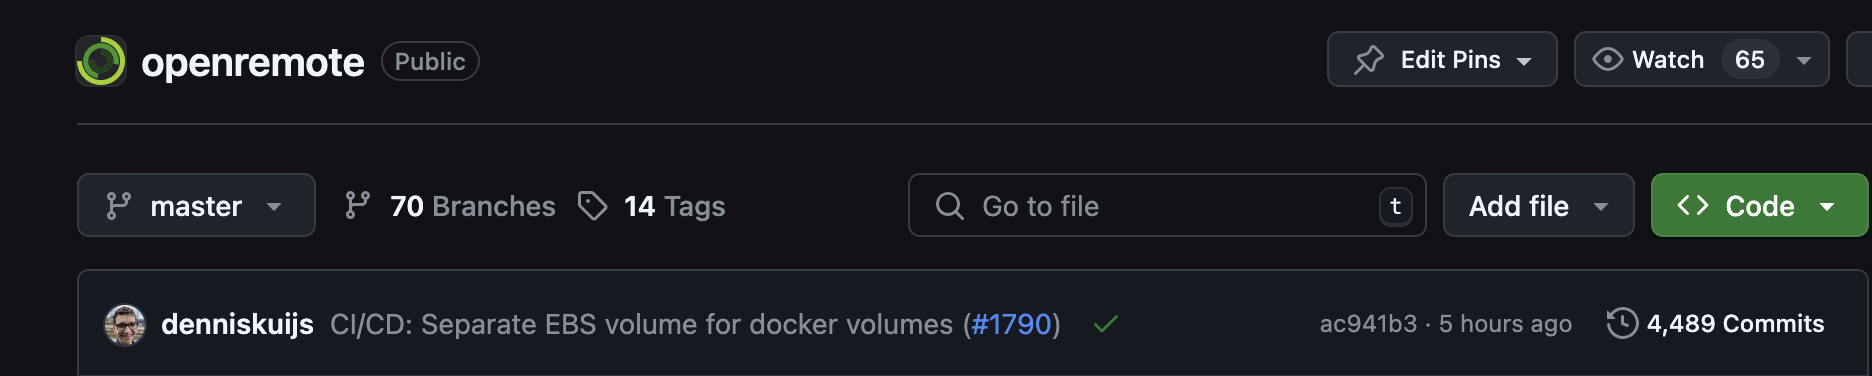 openremote Public Edit Pins Watch 65
master 70 Branches 14 Tags Go to file t Add file <> Code
denniskuijs CI/CD: Separate EBS volume for docker volumes (#1790) ac941b3 · 5 hours ago 4,489 Commits